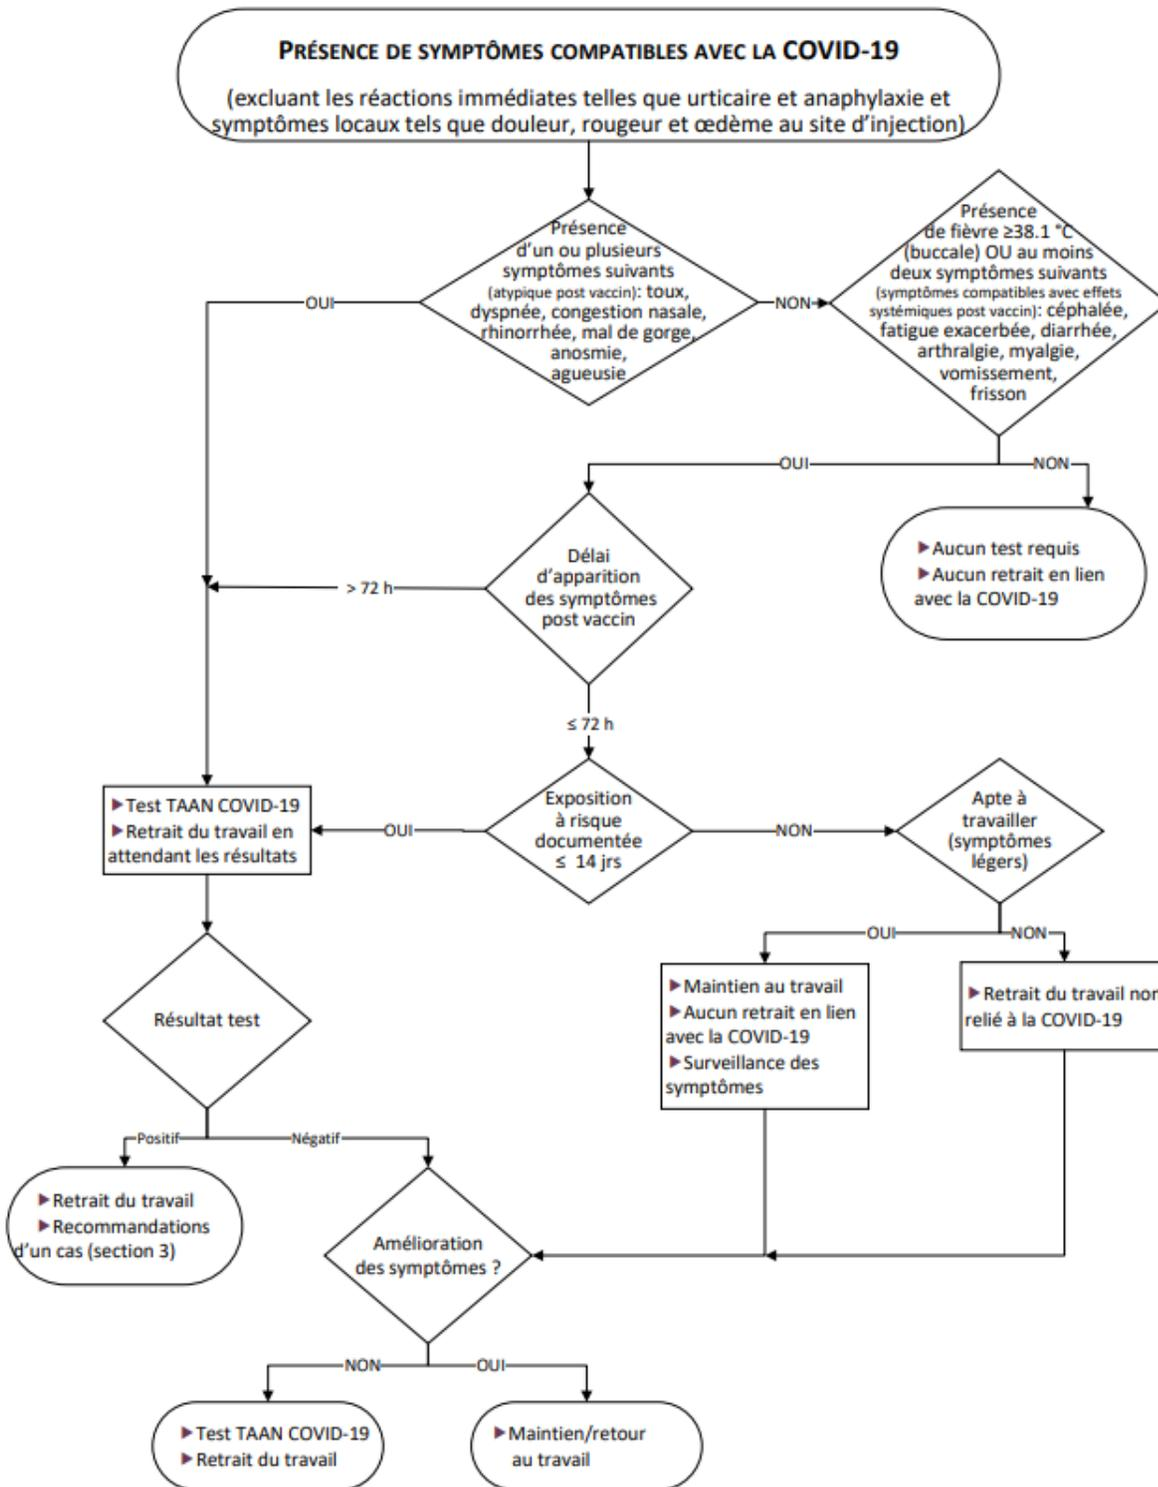 PRÉSENCE DE SYMPTÔMES COMPATIBLES AVEC LA COVID-19
(excluant les réactions immédiates telles que urticaire et anaphylaxie et
symptômes locaux tels que douleur, rougeur et œdème au site d'injection)
Présence
d'un ou plusieurs
symptômes suivants
(atypique post vaccin): toux,
dyspnée, congestion nasale,
rhinorrhée, mal de gorge,
anosmie,
agueusie
OUI
NON
Présence
de fièvre ≥38.1 °C
(buccale) OU au moins
deux symptômes suivants
(symptômes compatibles avec effets
systémiques post vaccin): céphalée,
fatigue exacerbée, diarrhée,
arthralgie, myalgie,
vomissement,
frisson
OUI
NON
▶Aucun test requis
▶Aucun retrait en lien
avec la COVID-19
Délai
d'apparition
des symptômes
post vaccin
> 72 h
≤ 72 h
▶Test TAAN COVID-19
▶Retrait du travail en
attendant les résultats
OUI
Exposition
à risque
documentée
≤ 14 jrs
NON
Apte à
travailler
(symptômes
légers)
OUI
NON
▶Maintien au travail
▶Aucun retrait en lien
avec la COVID-19
▶Surveillance des
symptômes
▶Retrait du travail non
relié à la COVID-19
Résultat test
Positif
Négatif
▶Retrait du travail
▶Recommandations
d'un cas (section 3)
Amélioration
des symptômes ?
NON
OUI
▶Test TAAN COVID-19
▶Retrait du travail
▶Maintien/retour
au travail